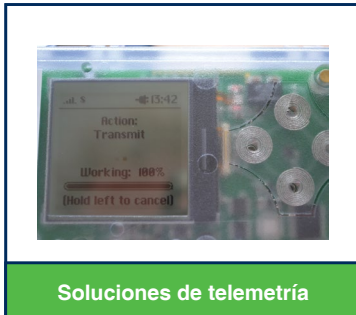 13:42
Action:
Transmit
Working: 100%
(Hold left to cancel)
Soluciones de telemetría